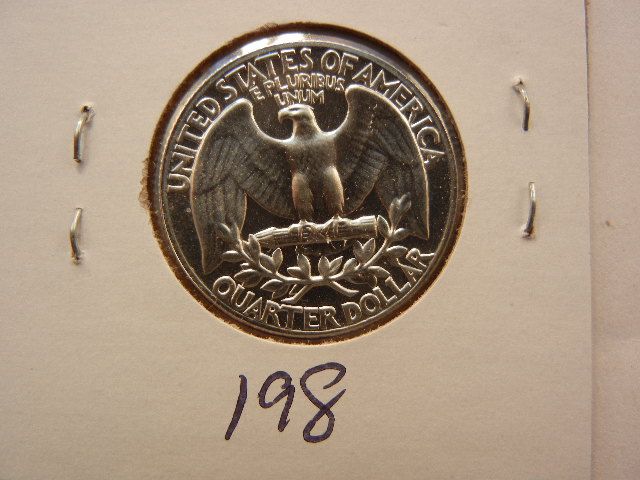 UNITED STATES OF AMERICA
E PLURIBUS
UNUM
QUARTER DOLLAR
198